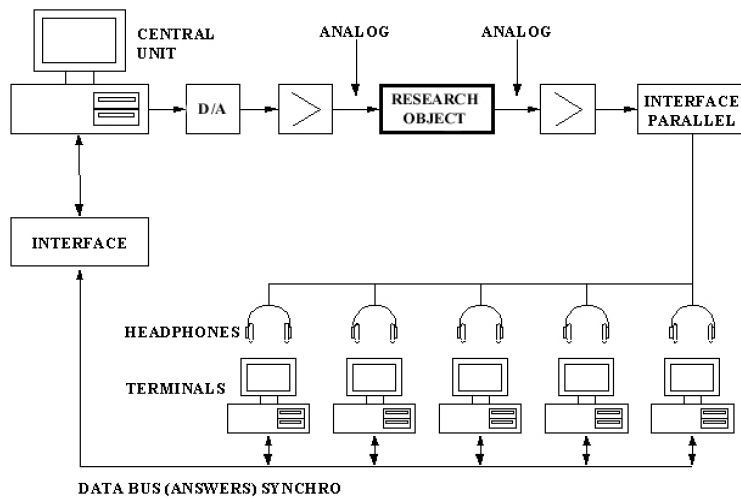 CENTRAL
UNIT
ANALOG
ANALOG
D/A
RESEARCH
OBJECT
INTERFACE
PARALLEL
INTERFACE
HEADPHONES
TERMINALS
DATA BUS (ANSWERS) SYNCHRO